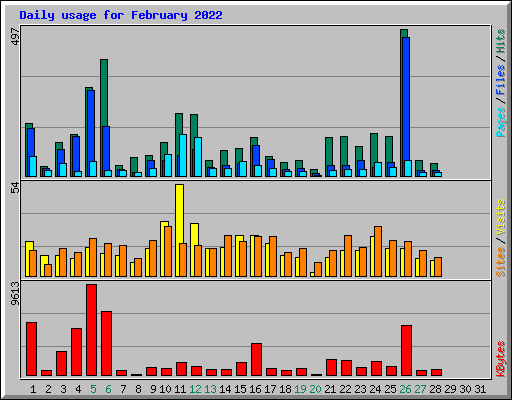 Daily usage for February 2022
497
Pages / Files / Hits
54
Sites / Visits
9613
KBytes
1 2 3 4 5 6 7 8 9 10 11 12 13 14 15 16 17 18 19 20 21 22 23 24 25 26 27 28 29 30 31